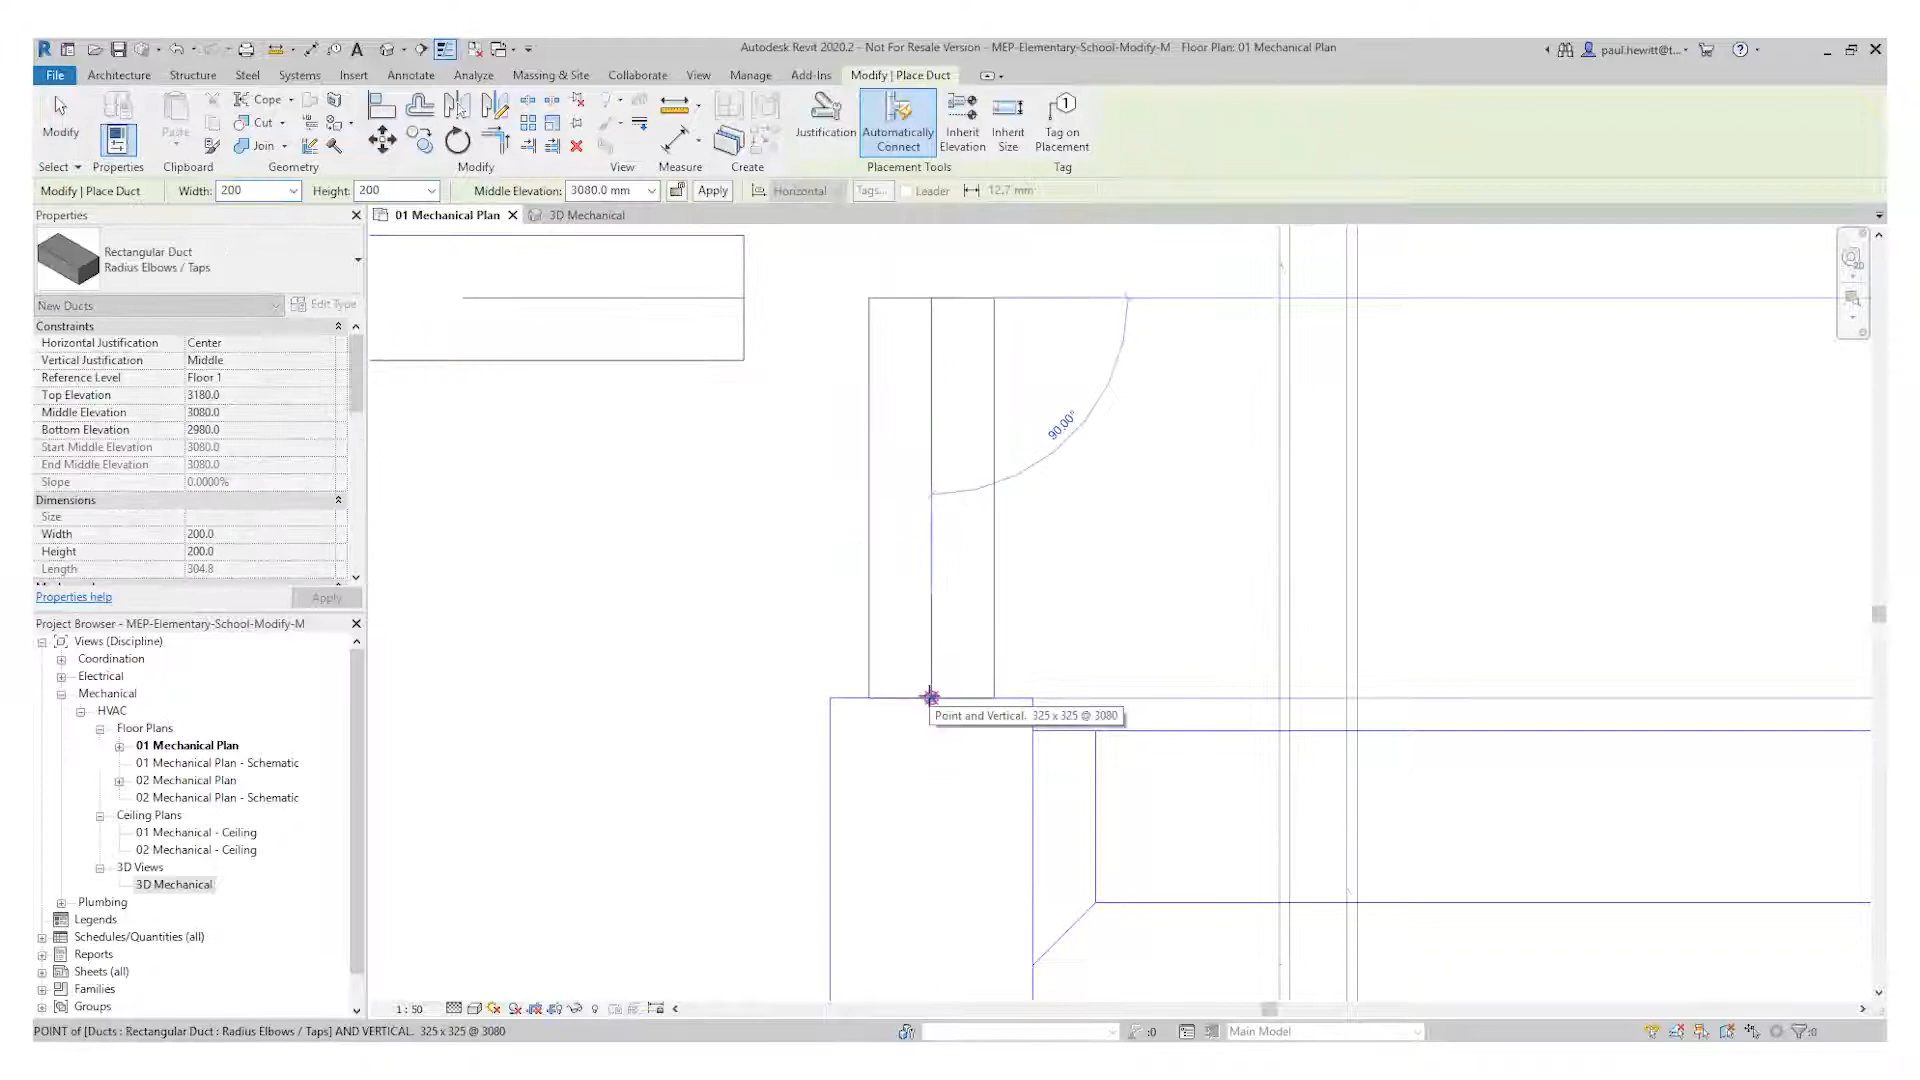 Autodesk Revit 2020.2 - Not For Resale Version - MEP-Elementary-School-Modify-M - Floor Plan: 01 Mechanical Plan
paul.hewitt@t...
File Architecture Structure Steel Systems Insert Annotate Analyze Massing & Site Collaborate View Manage Add-Ins Modify | Place Duct
Modify
Paste
Cope
Cut
Join
Justification
Automatically Connect
Inherit Elevation
Inherit Size
Tag on Placement
Select Properties Clipboard Geometry Modify View Measure Create Placement Tools Tag
Modify | Place Duct Width: 200 Height: 200 Middle Elevation: 3080.0 mm Apply Horizontal Tags... Leader 12.7 mm
Properties
01 Mechanical Plan
3D Mechanical
Rectangular Duct
Radius Elbows / Taps
New Ducts
Edit Type
Constraints
Horizontal Justification Center
Vertical Justification Middle
Reference Level Floor 1
Top Elevation 3180.0
Middle Elevation 3080.0
Bottom Elevation 2980.0
Start Middle Elevation 3080.0
End Middle Elevation 3080.0
Slope 0.0000%
Dimensions
Size
Width 200.0
Height 200.0
Length 304.8
Properties help
Apply
Project Browser - MEP-Elementary-School-Modify-M
Views (Discipline)
Coordination
Electrical
Mechanical
HVAC
Floor Plans
01 Mechanical Plan
01 Mechanical Plan - Schematic
02 Mechanical Plan
02 Mechanical Plan - Schematic
Ceiling Plans
01 Mechanical - Ceiling
02 Mechanical - Ceiling
3D Views
3D Mechanical
Plumbing
Legends
Schedules/Quantities (all)
Reports
Sheets (all)
Families
Groups
90.00°
Point and Vertical. 325 x 325 @ 3080
1 : 50
POINT of [Ducts : Rectangular Duct : Radius Elbows / Taps] AND VERTICAL. 325 x 325 @ 3080
:0
Main Model
:0